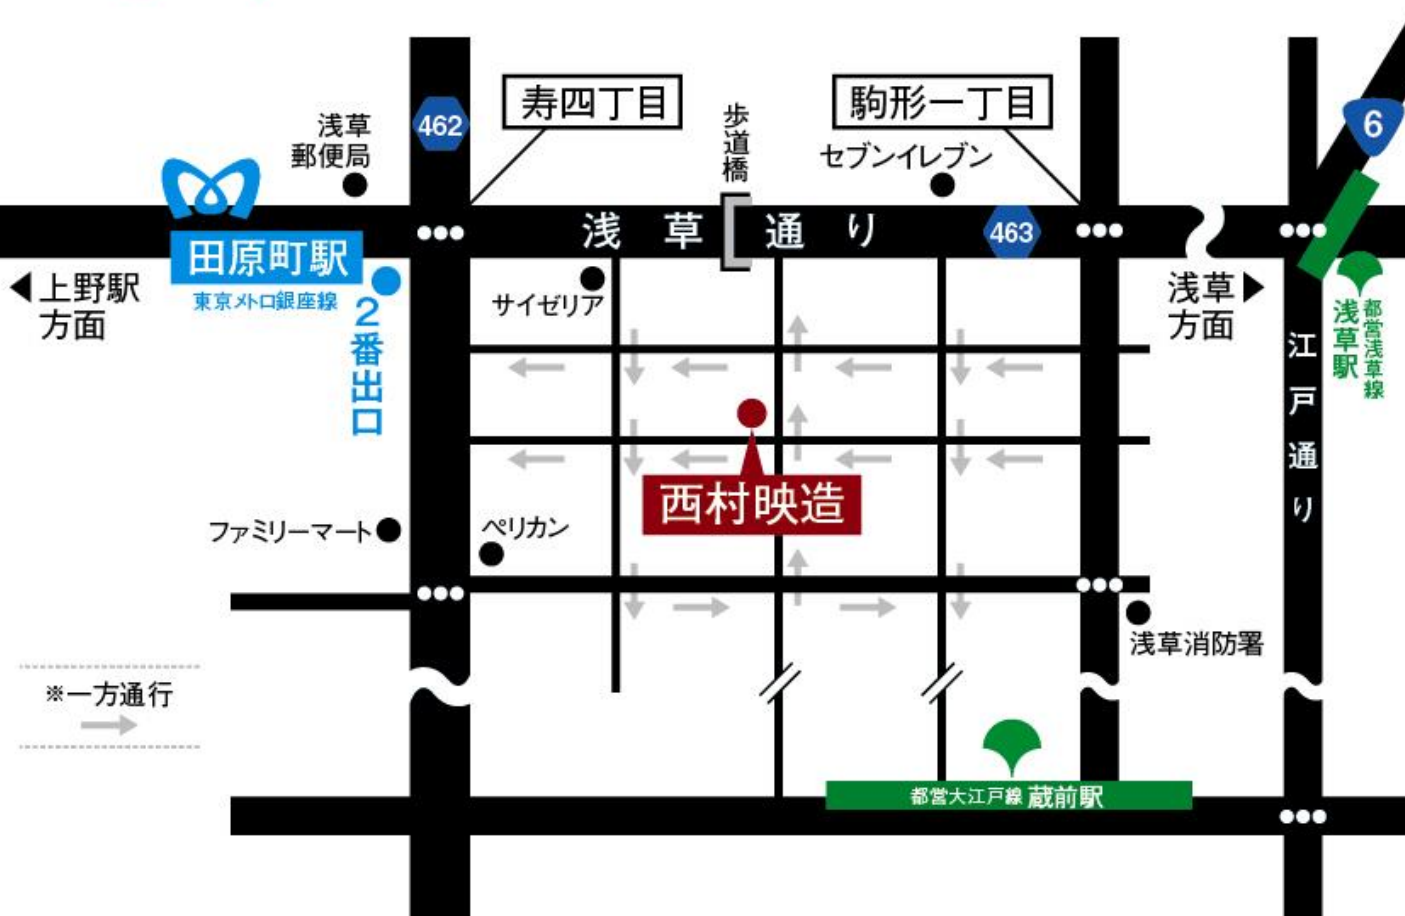 寿四丁目
歩道橋
駒形一丁目
浅草
郵便局
462
セブンイレブン
6
浅草通り
463
田原町駅
東京メトロ銀座線
2番出口
上野駅
方面
サイゼリア
浅草
方面
都営浅草線
浅草駅
江戸通り
西村映造
ファミリーマート
ペリカン
浅草消防署
※一方通行
都営大江戸線 蔵前駅